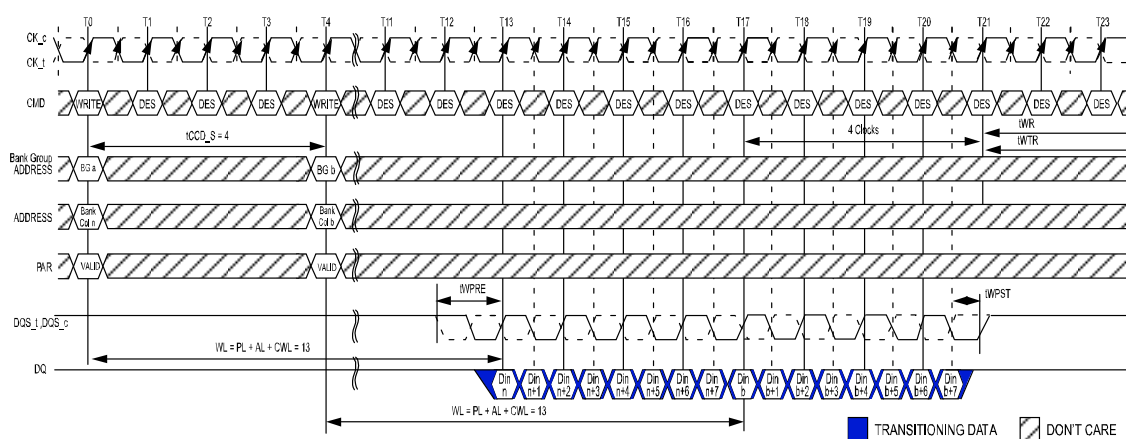 T0 T1 T2 T3 T4 T11 T12 T13 T14 T15 T16 T17 T18 T19 T20 T21 T22 T23
CK_c
CK_t
CMD WRITE DES DES DES WRITE DES DES DES DES DES DES DES DES DES DES DES DES DES
tCCD_S = 4 4 Clocks tWR
tWTR
Bank Group
ADDRESS BG a BG b
ADDRESS Bank Col n Bank Col b
PAR VALID VALID
tWPRE tWPST
DQS_t ,DQS_c
WL = PL + AL + CWL = 13
DQ Din n Din n+1 Din n+2 Din n+3 Din n+4 Din n+5 Din n+6 Din n+7 Din b Din b+1 Din b+2 Din b+3 Din b+4 Din b+5 Din b+6 Din b+7
WL = PL + AL + CWL = 13
TRANSITIONING DATA DON'T CARE